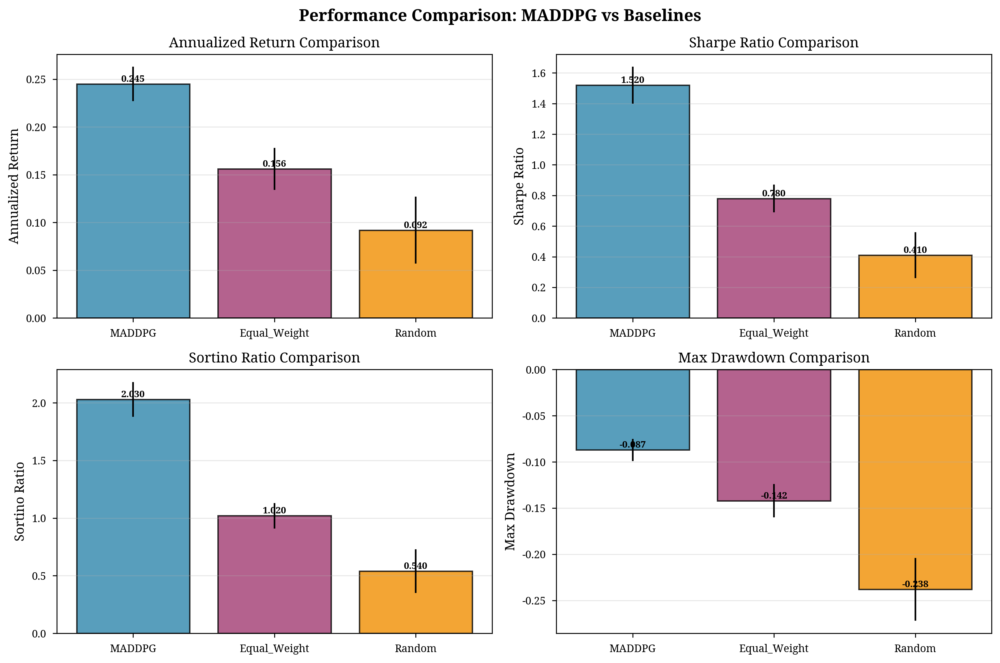 Performance Comparison: MADDPG vs Baselines
Annualized Return Comparison
Annualized Return
0.25
0.20
0.15
0.10
0.05
0.00
0.245
0.156
0.092
MADDPG
Equal_Weight
Random
Sharpe Ratio Comparison
Sharpe Ratio
1.6
1.4
1.2
1.0
0.8
0.6
0.4
0.2
0.0
1.520
0.780
0.410
MADDPG
Equal_Weight
Random
Sortino Ratio Comparison
Sortino Ratio
2.0
1.5
1.0
0.5
0.0
2.030
1.020
0.540
MADDPG
Equal_Weight
Random
Max Drawdown Comparison
Max Drawdown
0.00
-0.05
-0.10
-0.15
-0.20
-0.25
-0.087
-0.142
-0.238
MADDPG
Equal_Weight
Random